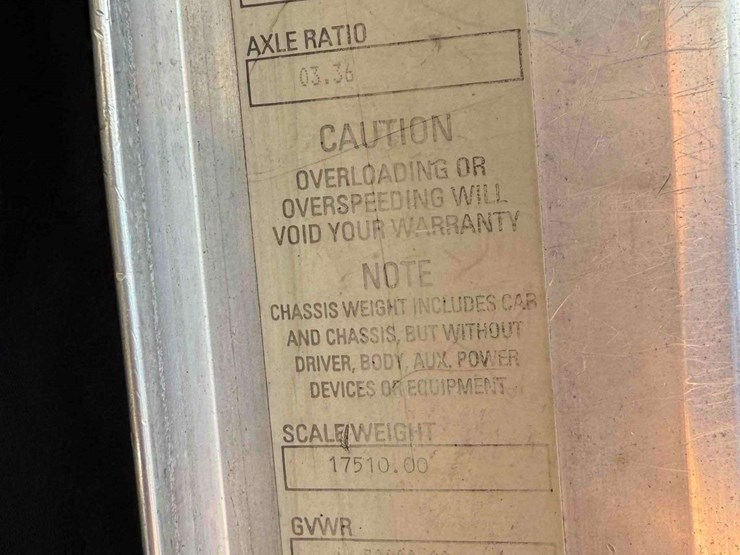 AXLE RATIO
03.36
CAUTION
OVERLOADING OR
OVERSPEEDING WILL
VOID YOUR WARRANTY
NOTE
CHASSIS WEIGHT INCLUDES CAB
AND CHASSIS, BUT WITHOUT
DRIVER, BODY, AUX. POWER
DEVICES OR EQUIPMENT
SCALE WEIGHT
17510.00
GVWR